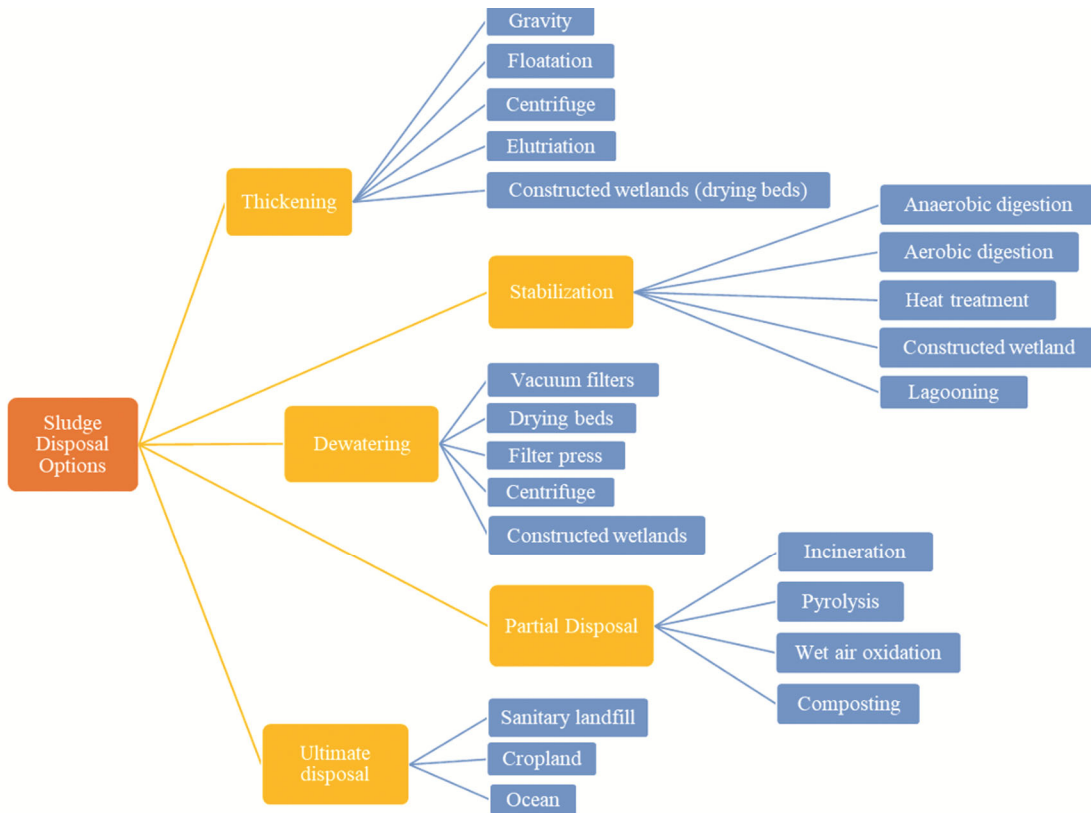 Sludge
Disposal
Options
Thickening
Gravity
Floatation
Centrifuge
Elutriation
Constructed wetlands (drying beds)
Stabilization
Anaerobic digestion
Aerobic digestion
Heat treatment
Constructed wetland
Lagooning
Dewatering
Vacuum filters
Drying beds
Filter press
Centrifuge
Constructed wetlands
Partial Disposal
Incineration
Pyrolysis
Wet air oxidation
Composting
Ultimate
disposal
Sanitary landfill
Cropland
Ocean